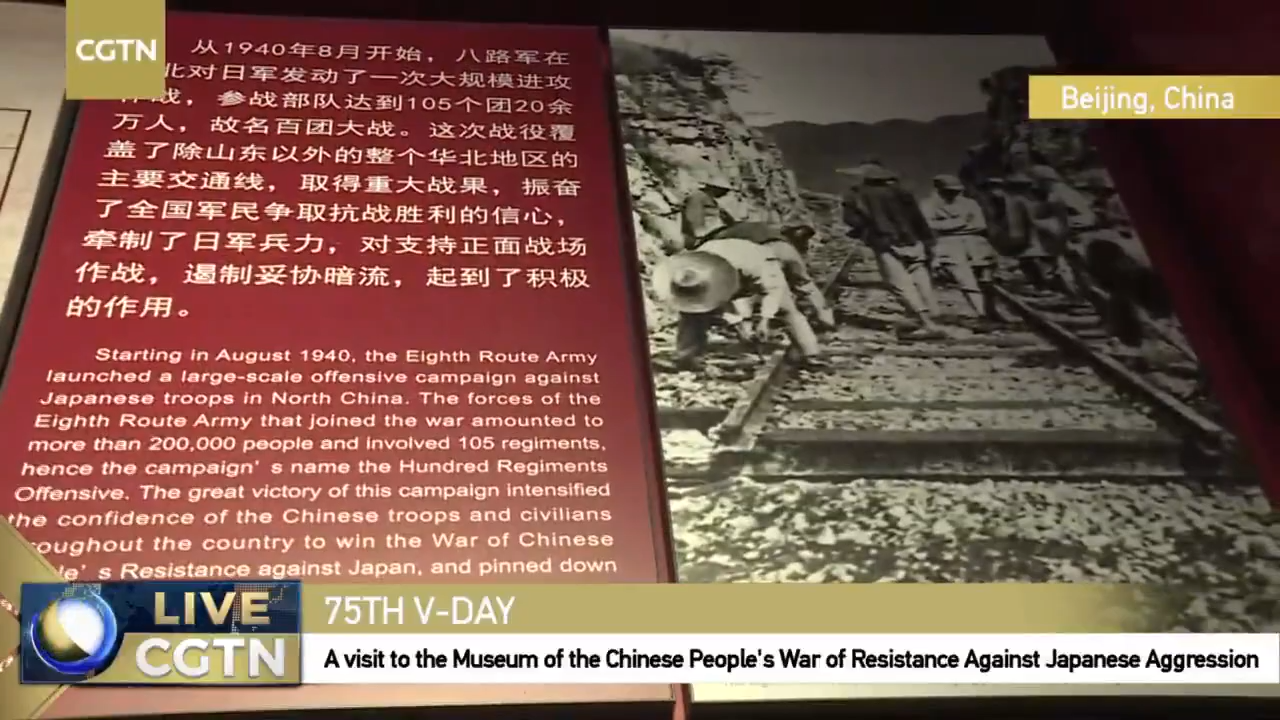 CGTN
Beijing, China
从1940年8月开始，八路军在
北对日军发动了一次大规模进攻
作战，参战部队达到105个团20余
万人，故名百团大战。这次战役覆
盖了除山东以外的整个华北地区的
主要交通线，取得重大战果，振奋
了全国军民争取抗战胜利的信心，
牵制了日军兵力，对支持正面战场
作战，遏制妥协暗流，起到了积极
的作用。
Starting in August 1940, the Eighth Route Army
launched a large-scale offensive campaign against
Japanese troops in North China. The forces of the
Eighth Route Army that joined the war amounted to
more than 200,000 people and involved 105 regiments,
hence the campaign' s name the Hundred Regiments
Offensive. The great victory of this campaign intensified
the confidence of the Chinese troops and civilians
roughout the country to win the War of Chinese
le' s Resistance against Japan, and pinned down
LIVE
CGTN
75TH V-DAY
A visit to the Museum of the Chinese People's War of Resistance Against Japanese Aggression